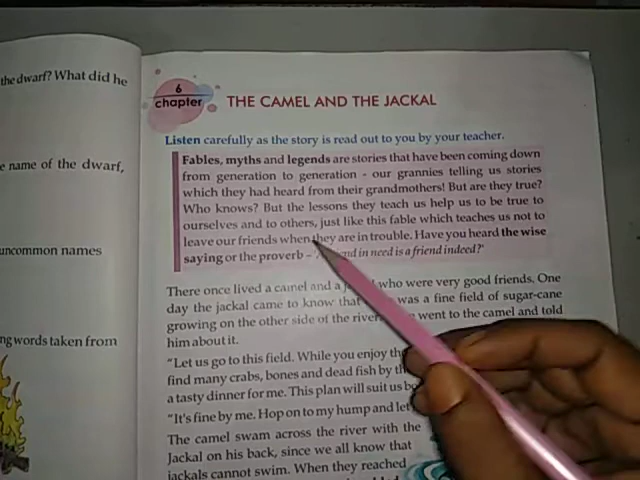 the dwarf? What did he
e name of the dwarf,
uncommon names
ng words taken from
6
chapter
THE CAMEL AND THE JACKAL
Listen carefully as the story is read out to you by your teacher.
Fables, myths and legends are stories that have been coming down
from generation to generation - our grannies telling us stories
which they had heard from their grandmothers! But are they true?
Who knows? But the lessons they teach us help us to be true to
ourselves and to others, just like this fable which teaches us not to
leave our friends when they are in trouble. Have you heard the wise
saying or the proverb – in need is a friend indeed?'
There once lived a camel and a who were very good friends. One
day the jackal came to know that was a fine field of sugar-cane
growing on the other side of the river. went to the camel and told
him about it.
"Let us go to this field. While you enjoy the
find many crabs, bones and dead fish by th
a tasty dinner for me. This plan will suit us bo
"It's fine by me. Hop on to my hump and let'
The camel swam across the river with the
Jackal on his back, since we all know that
jackals cannot swim. When they reached